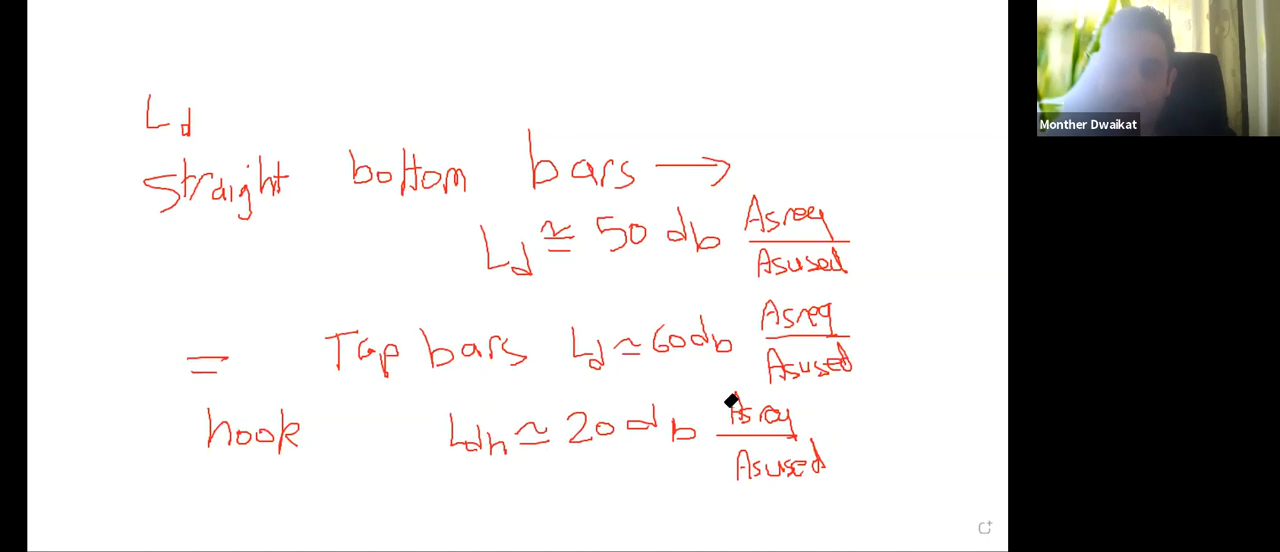 Ld
straight bottom bars →
Ld ≅ 50 db Asreq / Asused
= Top bars Ld ≃ 60db Asreq / Asused
hook Ldh ≃ 20 db Asreq / Asused
Monther Dwaikat